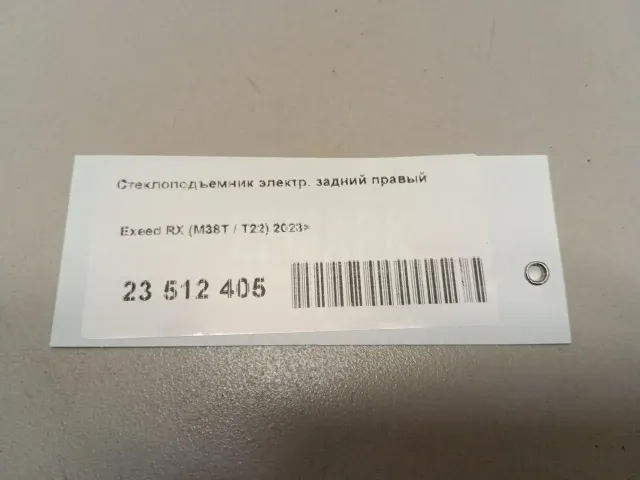 Стеклоподъемник электр. задний правый
Exeed RX (M38T / T22) 2023>
23 512 405